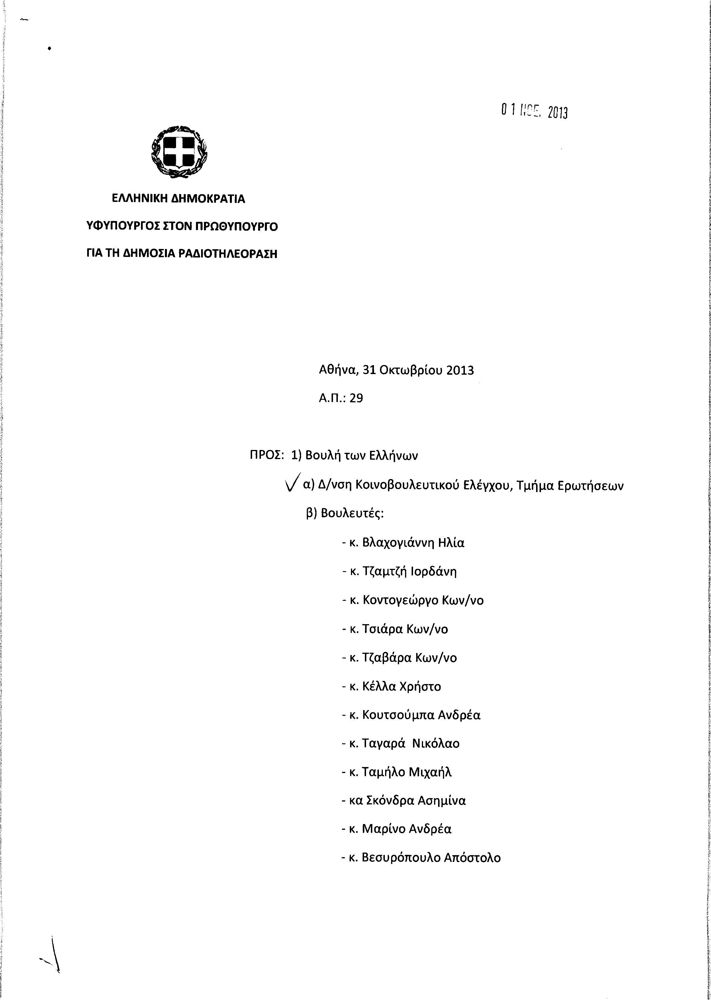 01 ΝΟΕ. 2013
ΕΛΛΗΝΙΚΗ ΔΗΜΟΚΡΑΤΙΑ
ΥΦΥΠΟΥΡΓΟΣ ΣΤΟΝ ΠΡΩΘΥΠΟΥΡΓΟ
ΓΙΑ ΤΗ ΔΗΜΟΣΙΑ ΡΑΔΙΟΤΗΛΕΟΡΑΣΗ
Αθήνα, 31 Οκτωβρίου 2013
Α.Π.: 29
ΠΡΟΣ: 1) Βουλή των Ελλήνων
α) Δ/νση Κοινοβουλευτικού Ελέγχου, Τμήμα Ερωτήσεων
β) Βουλευτές:
- κ. Βλαχογιάννη Ηλία
- κ. Τζαμτζή Ιορδάνη
- κ. Κοντογεώργο Κων/νο
- κ. Τσιάρα Κων/νο
- κ. Τζαβάρα Κων/νο
- κ. Κέλλα Χρήστο
- κ. Κουτσούμπα Ανδρέα
- κ. Ταγαρά Νικόλαο
- κ. Ταμήλο Μιχαήλ
- κα Σκόνδρα Ασημίνα
- κ. Μαρίνο Ανδρέα
- κ. Βεσυρόπουλο Απόστολο